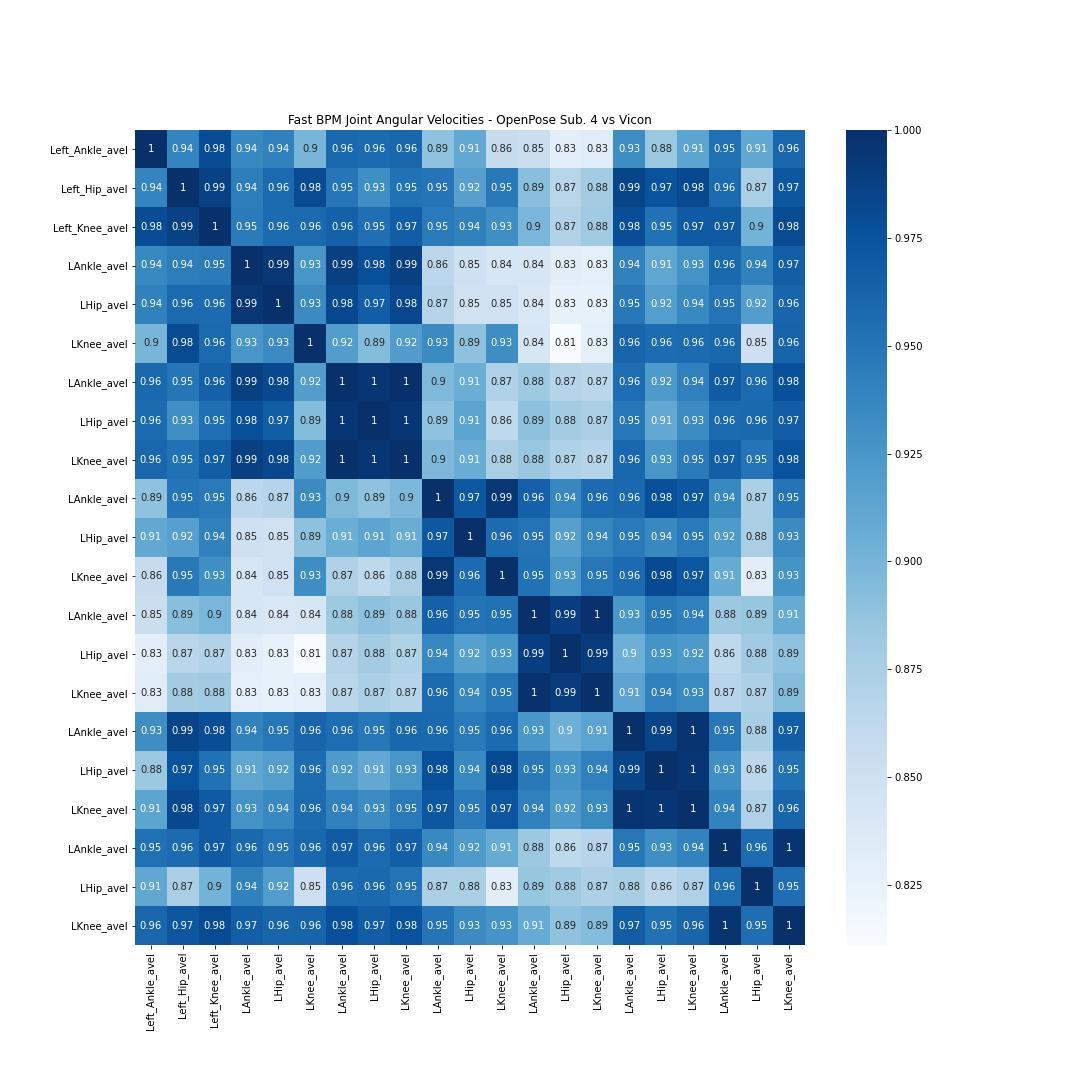 Fast BPM Joint Angular Velocities - OpenPose Sub. 4 vs Vicon
Left_Ankle_avel 1 0.94 0.98 0.94 0.94 0.9 0.96 0.96 0.96 0.89 0.91 0.86 0.85 0.83 0.83 0.93 0.88 0.91 0.95 0.91 0.96
Left_Hip_avel 0.94 1 0.99 0.94 0.96 0.98 0.95 0.93 0.95 0.95 0.92 0.95 0.89 0.87 0.88 0.99 0.97 0.98 0.96 0.87 0.97
Left_Knee_avel 0.98 0.99 1 0.95 0.96 0.96 0.96 0.95 0.97 0.95 0.94 0.93 0.9 0.87 0.88 0.98 0.95 0.97 0.97 0.9 0.98
LAnkle_avel 0.94 0.94 0.95 1 0.99 0.93 0.99 0.98 0.99 0.86 0.85 0.84 0.84 0.83 0.83 0.94 0.91 0.93 0.96 0.94 0.97
LHip_avel 0.94 0.96 0.96 0.99 1 0.93 0.98 0.97 0.98 0.87 0.85 0.85 0.84 0.83 0.83 0.95 0.92 0.94 0.95 0.92 0.96
LKnee_avel 0.9 0.98 0.96 0.93 0.93 1 0.92 0.89 0.92 0.93 0.89 0.93 0.84 0.81 0.83 0.96 0.96 0.96 0.96 0.85 0.96
LAnkle_avel 0.96 0.95 0.96 0.99 0.98 0.92 1 1 1 0.9 0.91 0.87 0.88 0.87 0.87 0.96 0.92 0.94 0.97 0.96 0.98
LHip_avel 0.96 0.93 0.95 0.98 0.97 0.89 1 1 1 0.89 0.91 0.86 0.89 0.88 0.87 0.95 0.91 0.93 0.96 0.96 0.97
LKnee_avel 0.96 0.95 0.97 0.99 0.98 0.92 1 1 1 0.9 0.91 0.88 0.88 0.87 0.87 0.96 0.93 0.95 0.97 0.95 0.98
LAnkle_avel 0.89 0.95 0.95 0.86 0.87 0.93 0.9 0.89 0.9 1 0.97 0.99 0.96 0.94 0.96 0.96 0.98 0.97 0.94 0.87 0.95
LHip_avel 0.91 0.92 0.94 0.85 0.85 0.89 0.91 0.91 0.91 0.97 1 0.96 0.95 0.92 0.94 0.95 0.94 0.95 0.92 0.88 0.93
LKnee_avel 0.86 0.95 0.93 0.84 0.85 0.93 0.87 0.86 0.88 0.99 0.96 1 0.95 0.93 0.95 0.96 0.98 0.97 0.91 0.83 0.93
LAnkle_avel 0.85 0.89 0.9 0.84 0.84 0.84 0.88 0.89 0.88 0.96 0.95 0.95 1 0.99 1 0.93 0.95 0.94 0.88 0.89 0.91
LHip_avel 0.83 0.87 0.87 0.83 0.83 0.81 0.87 0.88 0.87 0.94 0.92 0.93 0.99 1 0.99 0.9 0.93 0.92 0.86 0.88 0.89
LKnee_avel 0.83 0.88 0.88 0.83 0.83 0.83 0.87 0.87 0.87 0.96 0.94 0.95 1 0.99 1 0.91 0.94 0.93 0.87 0.87 0.89
LAnkle_avel 0.93 0.99 0.98 0.94 0.95 0.96 0.96 0.95 0.96 0.96 0.95 0.96 0.93 0.9 0.91 1 0.99 1 0.95 0.88 0.97
LHip_avel 0.88 0.97 0.95 0.91 0.92 0.96 0.92 0.91 0.93 0.98 0.94 0.98 0.95 0.93 0.94 0.99 1 1 0.93 0.86 0.95
LKnee_avel 0.91 0.98 0.97 0.93 0.94 0.96 0.94 0.93 0.95 0.97 0.95 0.97 0.94 0.92 0.93 1 1 1 0.94 0.87 0.96
LAnkle_avel 0.95 0.96 0.97 0.96 0.95 0.96 0.97 0.96 0.97 0.94 0.92 0.91 0.88 0.86 0.87 0.95 0.93 0.94 1 0.96 1
LHip_avel 0.91 0.87 0.9 0.94 0.92 0.85 0.96 0.96 0.95 0.87 0.88 0.83 0.89 0.88 0.87 0.88 0.86 0.87 0.96 1 0.95
LKnee_avel 0.96 0.97 0.98 0.97 0.96 0.96 0.98 0.97 0.98 0.95 0.93 0.93 0.91 0.89 0.89 0.97 0.95 0.96 1 0.95 1
Left_Ankle_avel
Left_Hip_avel
Left_Knee_avel
LAnkle_avel
LHip_avel
LKnee_avel
LAnkle_avel
LHip_avel
LKnee_avel
LAnkle_avel
LHip_avel
LKnee_avel
LAnkle_avel
LHip_avel
LKnee_avel
LAnkle_avel
LHip_avel
LKnee_avel
LAnkle_avel
LHip_avel
LKnee_avel
1.000
0.975
0.950
0.925
0.900
0.875
0.850
0.825